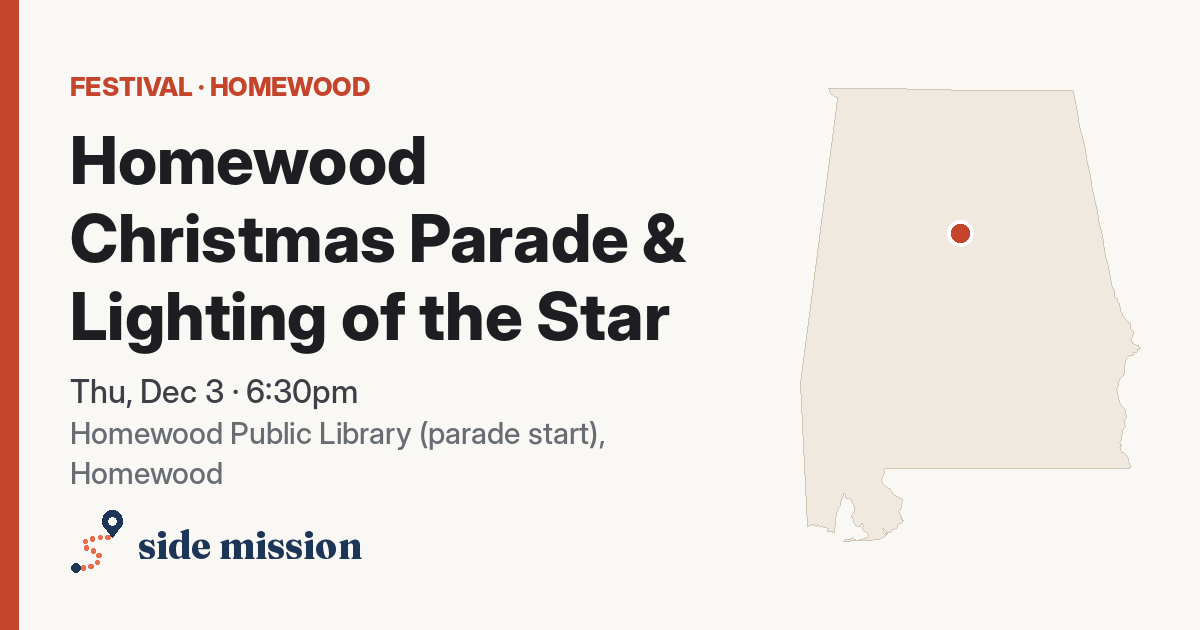 FESTIVAL · HOMEWOOD
Homewood
Christmas Parade &
Lighting of the Star
Thu, Dec 3 · 6:30pm
Homewood Public Library (parade start),
Homewood
side mission